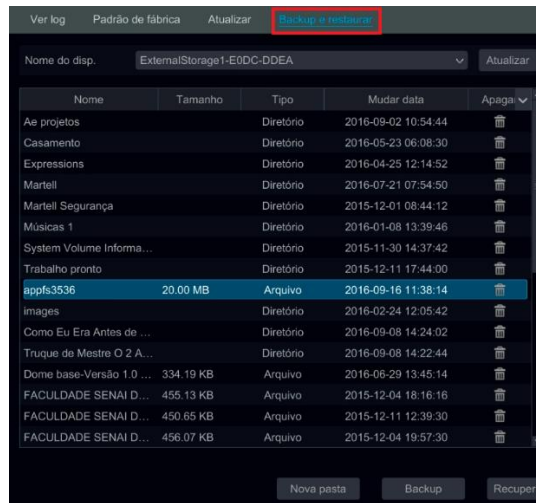 Ver log Padrão de fábrica Atualizar Backup e restaurar
Nome do disp. ExternalStorage1-E0DC-DDEA Atualizar
Nome Tamanho Tipo Mudar data Apagar
Ae projetos Diretório 2016-09-02 10:54:44
Casamento Diretório 2016-05-23 06:08:30
Expressions Diretório 2016-04-25 12:14:52
Martell Diretório 2016-07-21 07:54:50
Martell Segurança Diretório 2015-12-01 08:44:12
Músicas 1 Diretório 2016-01-08 13:39:46
System Volume Informa... Diretório 2015-11-30 14:37:42
Trabalho pronto Diretório 2015-12-11 17:44:00
appfs3536 20.00 MB Arquivo 2016-09-16 11:38:14
images Diretório 2016-02-24 12:05:42
Como Eu Era Antes de ... Diretório 2016-09-08 14:24:02
Truque de Mestre O 2 A... Diretório 2016-09-08 14:22:44
Dome base-Versão 1.0 ... 334.19 KB Arquivo 2016-06-29 13:45:14
FACULDADE SENAI D... 455.13 KB Arquivo 2015-12-04 18:16:16
FACULDADE SENAI D... 450.65 KB Arquivo 2015-12-11 12:39:30
FACULDADE SENAI D... 456.07 KB Arquivo 2015-12-04 19:57:30
Nova pasta Backup Recuper